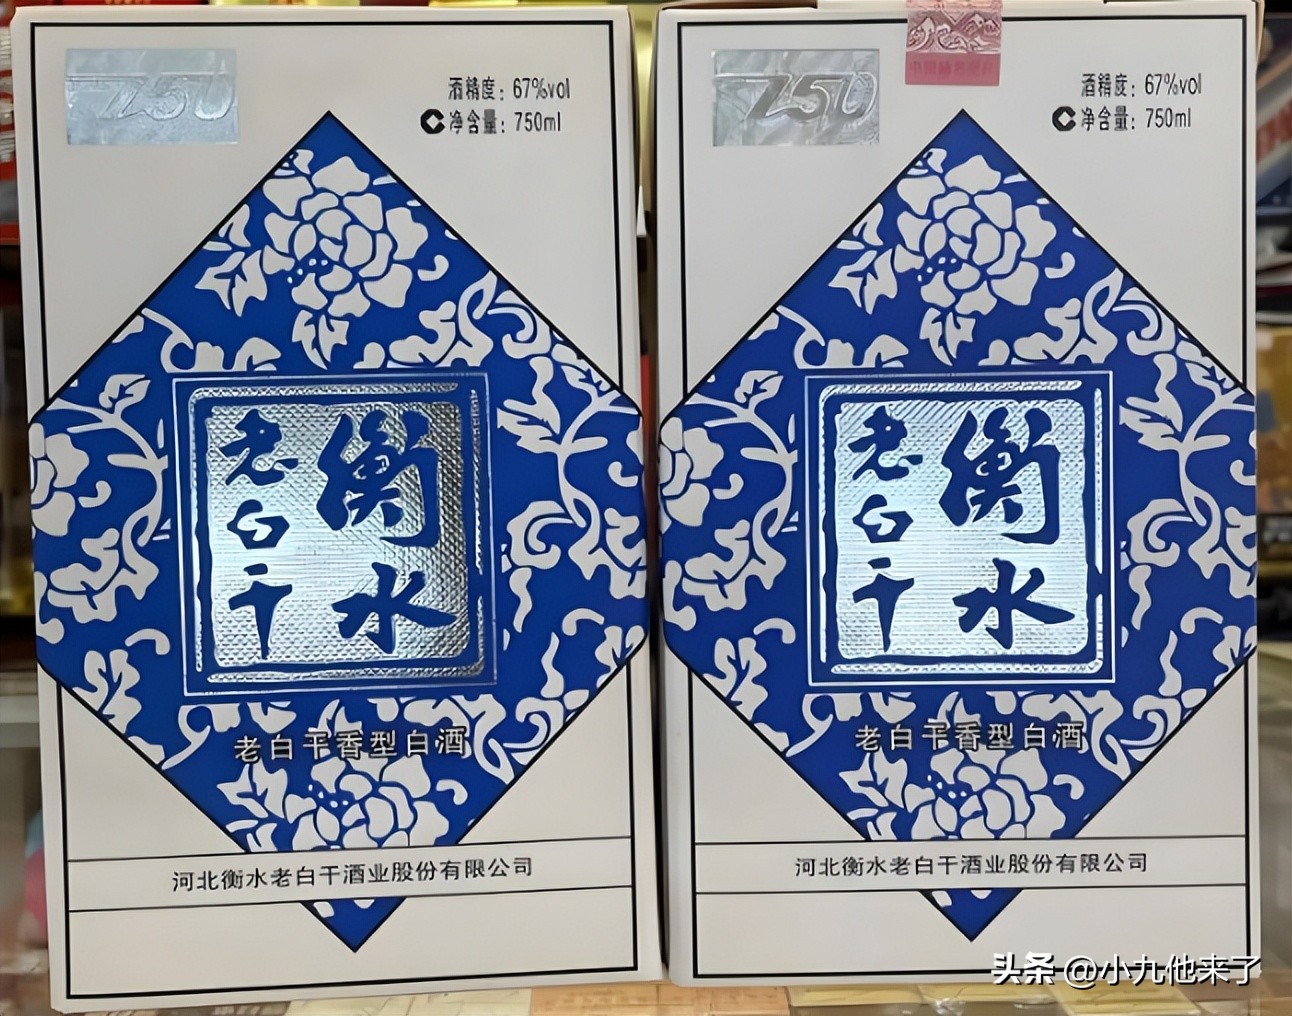 750
酒精度：67%vol
净含量：750ml
衡水
老白干
老白干香型白酒
河北衡水老白干酒业股份有限公司
750
酒精度：67%vol
净含量：750ml
衡水
老白干
老白干香型白酒
河北衡水老白干酒业股份有限公司
头条 @小九他来了